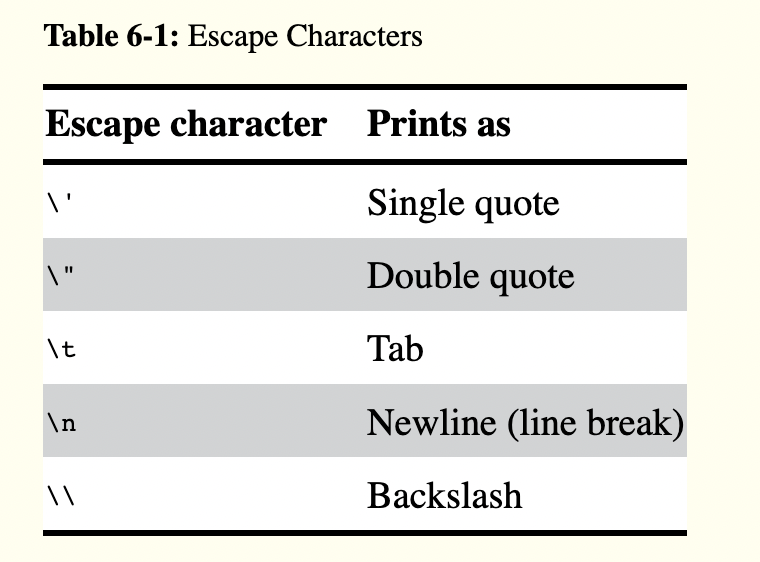 Table 6-1: Escape Characters
Escape character Prints as
\' Single quote
\" Double quote
\t Tab
\n Newline (line break)
\\ Backslash